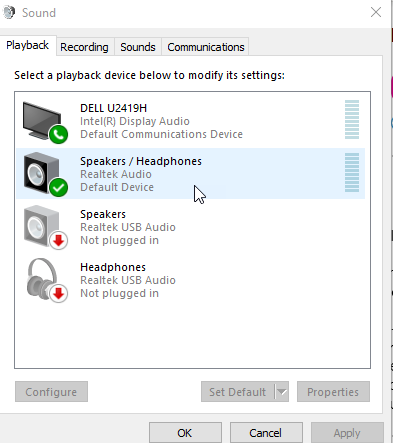 Sound
Playback
Recording
Sounds
Communications
Select a playback device below to modify its settings:
DELL U2419H
Intel(R) Display Audio
Default Communications Device
Speakers / Headphones
Realtek Audio
Default Device
Speakers
Realtek USB Audio
Not plugged in
Headphones
Realtek USB Audio
Not plugged in
Configure
Set Default
Properties
OK
Cancel
Apply